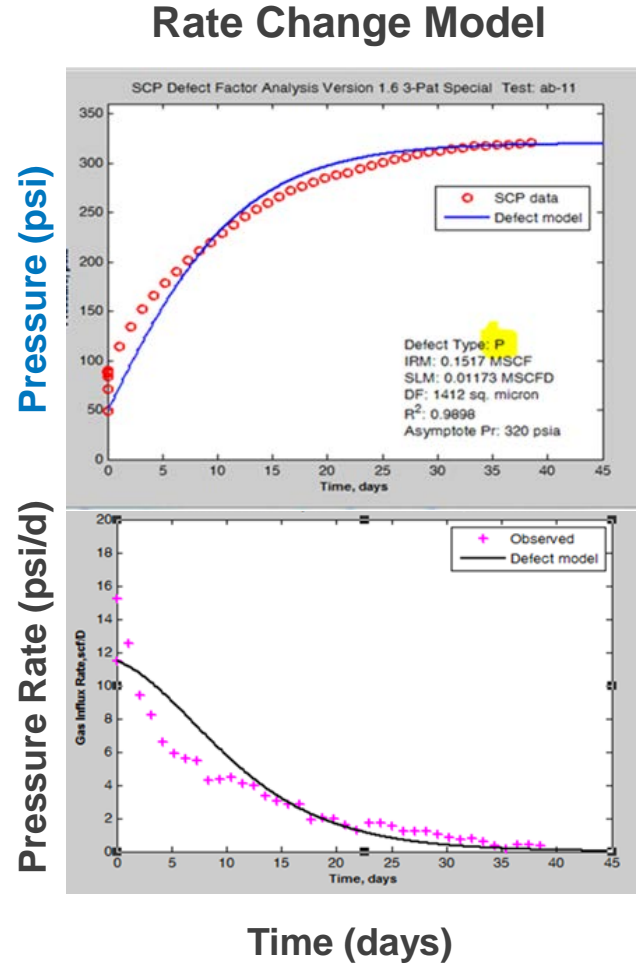 Rate Change Model
SCP Defect Factor Analysis Version 1.6 3-Pat Special Test: ab-11
Pressure (psi)
350
300
250
200
150
100
50
0
SCP data
Defect model
Defect Type: P
IRM: 0.1517 MSCF
SLM: 0.01173 MSCFD
DF: 1412 sq. micron
R2: 0.9898
Asymptote Pr: 320 psia
0 5 10 15 20 25 30 35 40 45
Time, days
Pressure Rate (psi/d)
Gas Influx Rate,scf/D
20
18
16
14
12
10
8
6
4
2
0
Observed
Defect model
0 5 10 15 20 25 30 35 40 45
Time, days
Time (days)